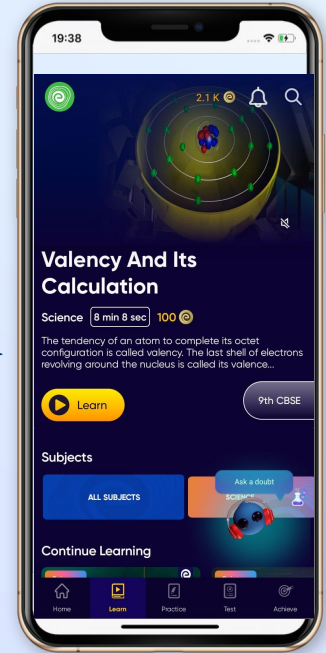 19:38
2.1 K
Valency And Its
Calculation
Science 8 min 8 sec 100
The tendency of an atom to complete its octet
configuration is called valency. The last shell of electrons
revolving around the nucleus is called its valence...
Learn
9th CBSE
Subjects
Ask a doubt
ALL SUBJECTS
SCIENCE
Continue Learning
Home Learn Practice Test Achieve